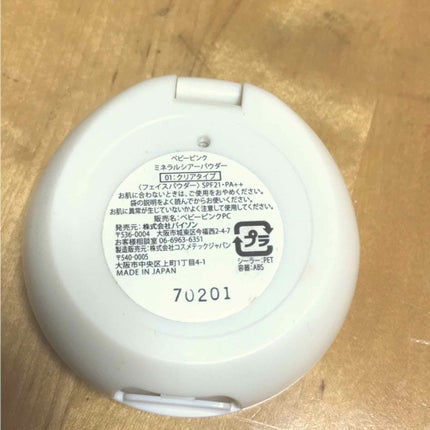 ベビーピンク
ミネラルシアーパウダー
01:クリアタイプ
(フェイスパウダー) SPF21・PA++
お肌に合わないときは、ご使用をおやめください。
袋の説明をよく読んでからお使いください。
お肌に異常が生じていないかよく注意して使用してください。
販売名:ベビーピンクPC
発売元:株式会社バイソン
〒536-0004 大阪市城東区今福西2-4-7
お客様相談室 06-6963-6351
製造販売元:株式会社コスメテックジャパン
〒540-0005
大阪市中央区上町1丁目4-1
MADE IN JAPAN
プラ
シーラー:PET
容器:ABS
70201